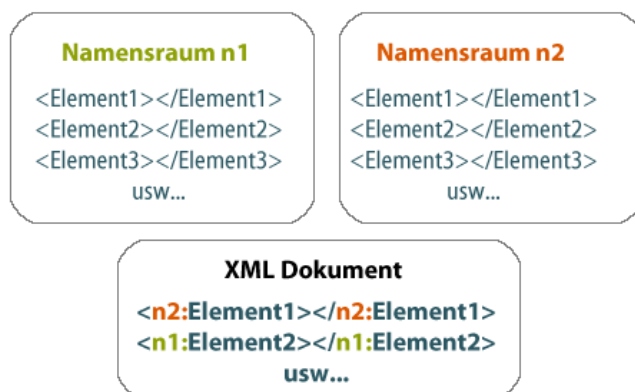 Namensraum n1
<Element1></Element1>
<Element2></Element2>
<Element3></Element3>
usw...
Namensraum n2
<Element1></Element1>
<Element2></Element2>
<Element3></Element3>
usw...
XML Dokument
<n2:Element1></n2:Element1>
<n1:Element2></n1:Element2>
usw...